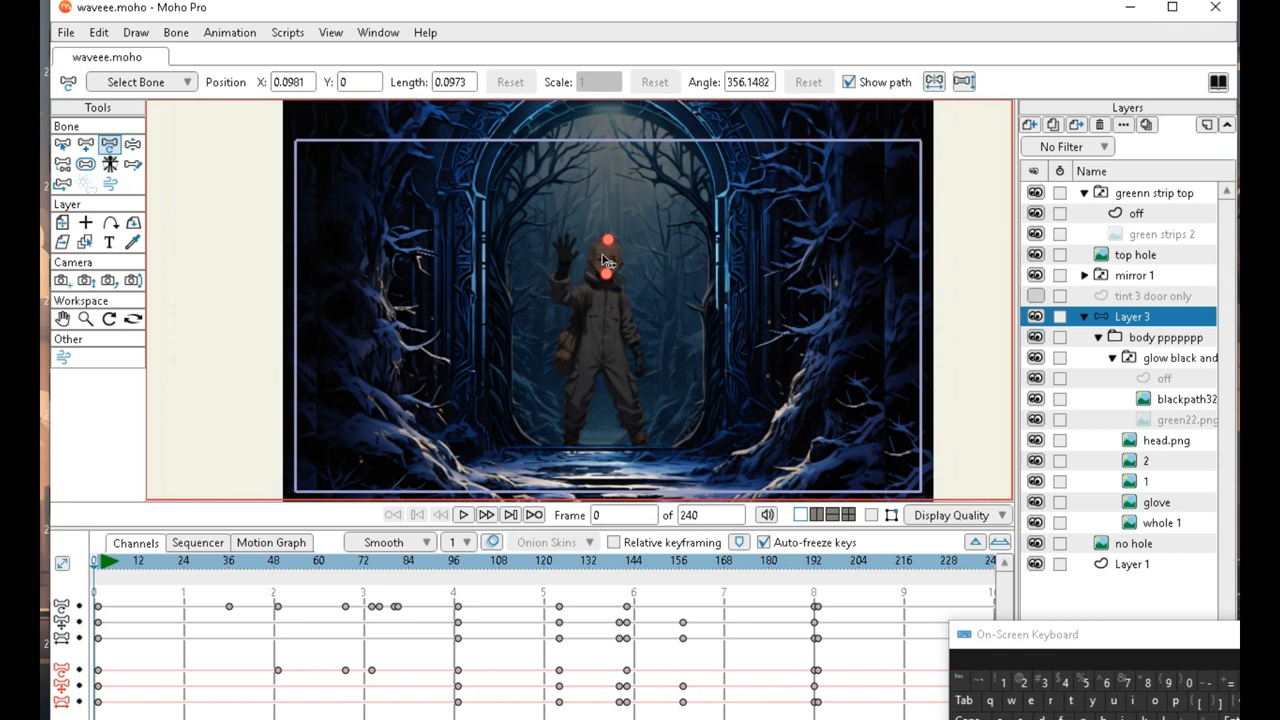 waveee.moho - Moho Pro
File Edit Draw Bone Animation Scripts View Window Help
waveee.moho
Select Bone Position X: 0.0981 Y: 0 Length: 0.0973 Reset Scale: 1 Reset Angle: 356.1482 Reset Show path
Tools
Bone
Layer
T
Camera
Workspace
Other
Layers
No Filter
Name
greenn strip top
off
green strips 2
top hole
mirror 1
tint 3 door only
Layer 3
body ppppppp
glow black and
off
blackpath32
green22.png
head.png
2
1
glove
whole 1
no hole
Layer 1
Frame 0 of 240 Display Quality
Channels Sequencer Motion Graph Smooth 1 Onion Skins Relative keyframing Auto-freeze keys
0 12 24 36 48 60 72 84 96 108 120 132 144 156 168 180 192 204 216 228 24
0 1 2 3 4 5 6 7 8 9 1
On-Screen Keyboard
Tab q w e r t y u i o p [ ] \